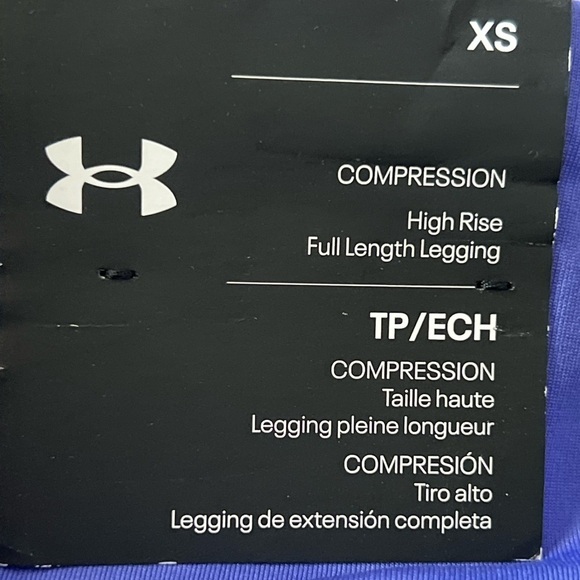 XS
COMPRESSION
High Rise
Full Length Legging
TP/ECH
COMPRESSION
Taille haute
Legging pleine longueur
COMPRESIÓN
Tiro alto
Legging de extensión completa